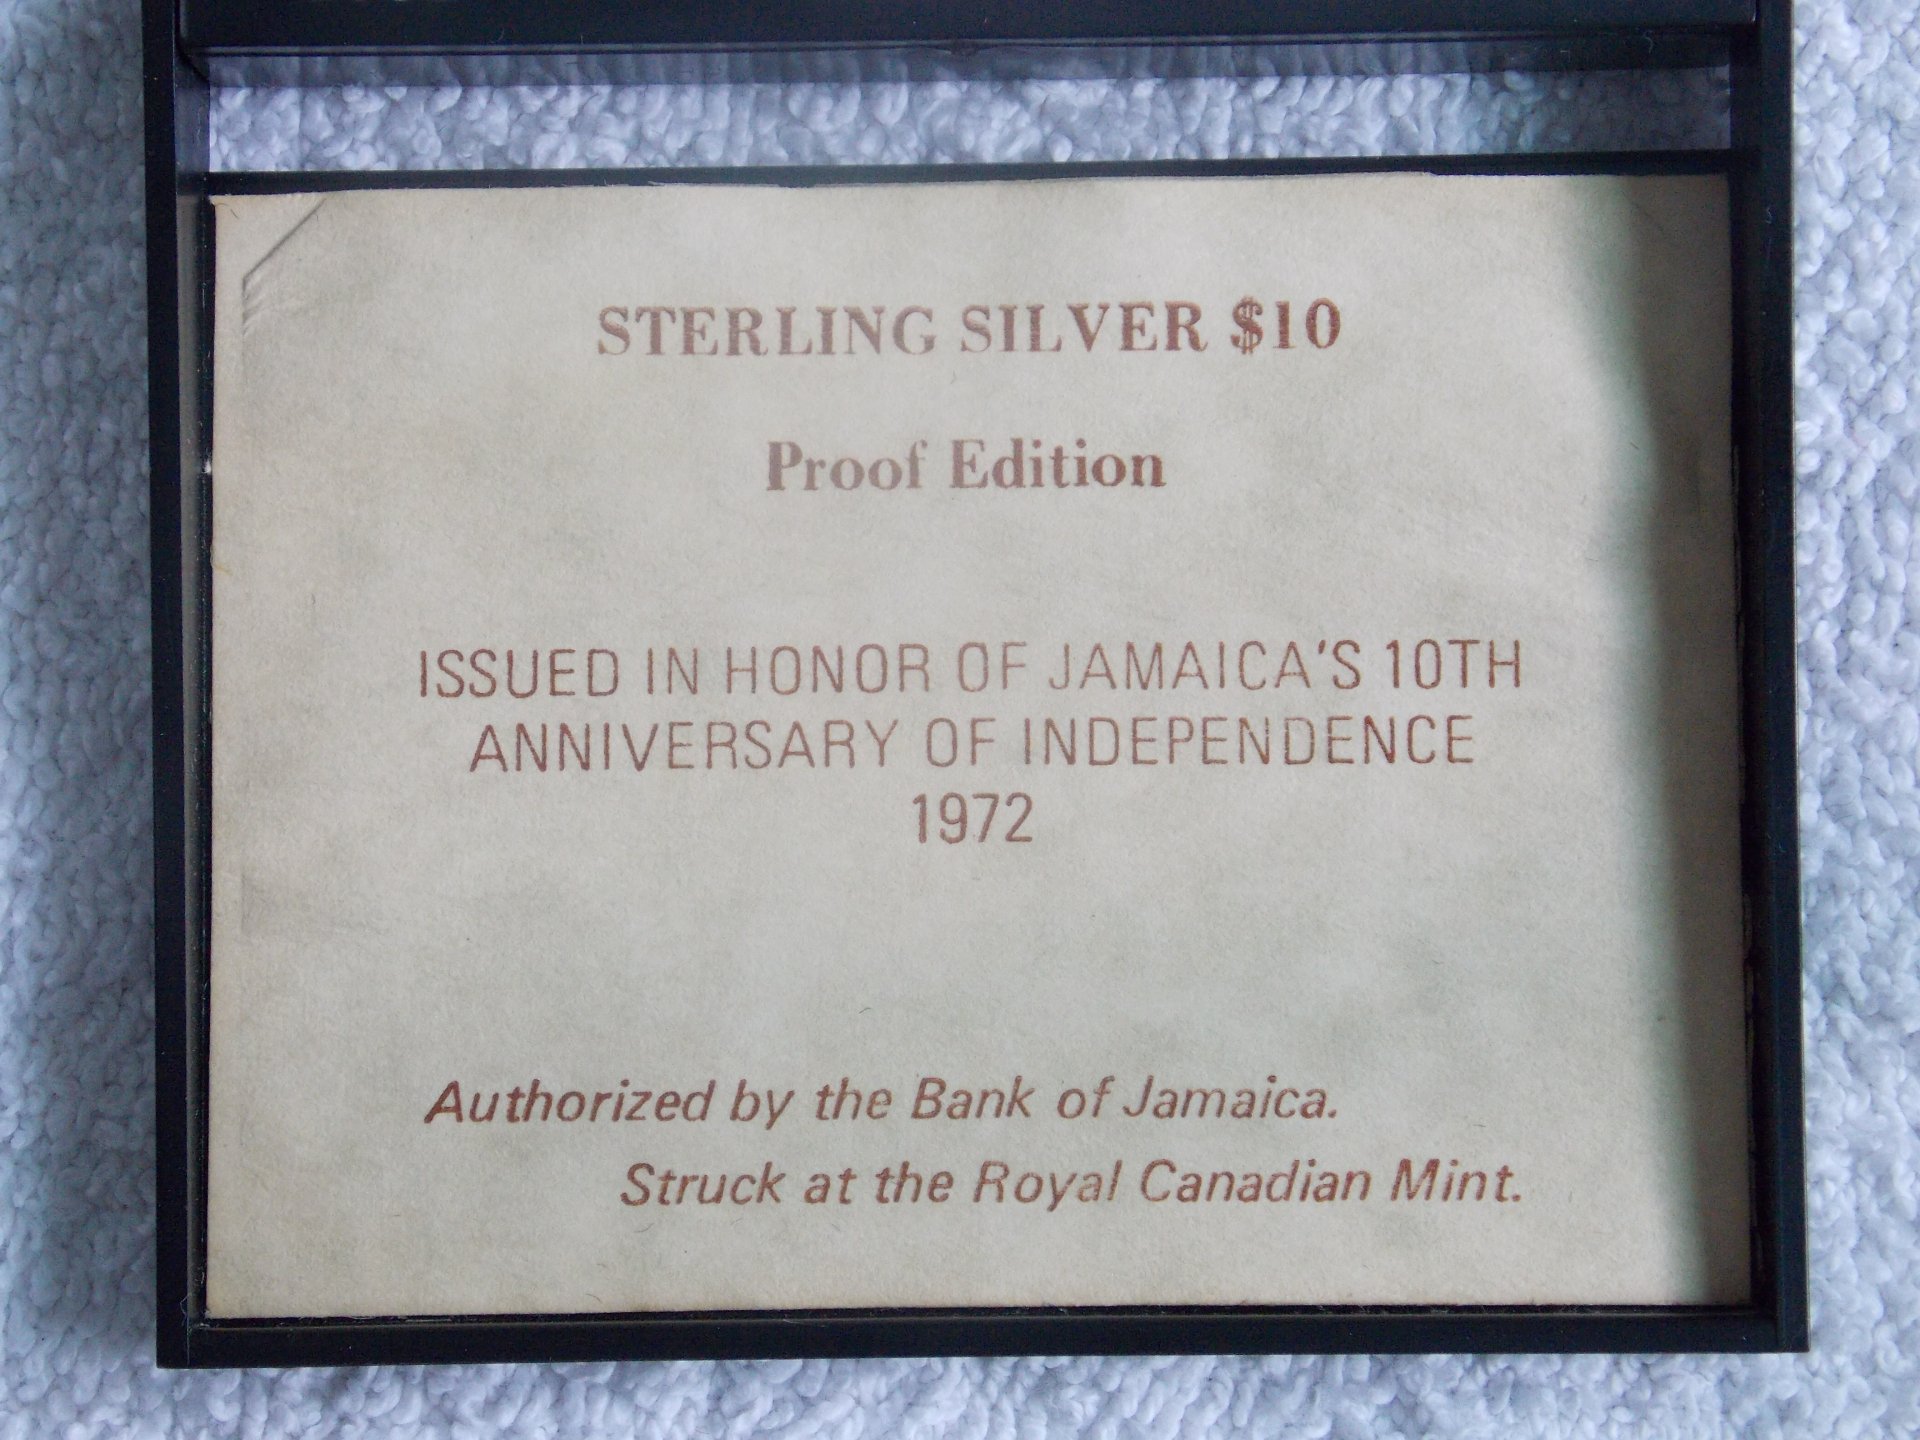 STERLING SILVER $10
Proof Edition
ISSUED IN HONOR OF JAMAICA'S 10TH
ANNIVERSARY OF INDEPENDENCE
1972
Authorized by the Bank of Jamaica.
Struck at the Royal Canadian Mint.